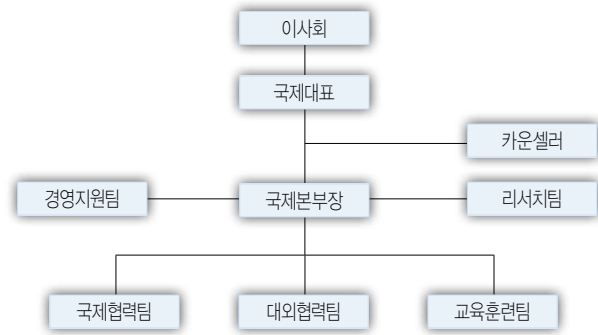 이사회
국제대표
카운셀러
경영지원팀
국제본부장
리서치팀
국제협력팀
대외협력팀
교육훈련팀